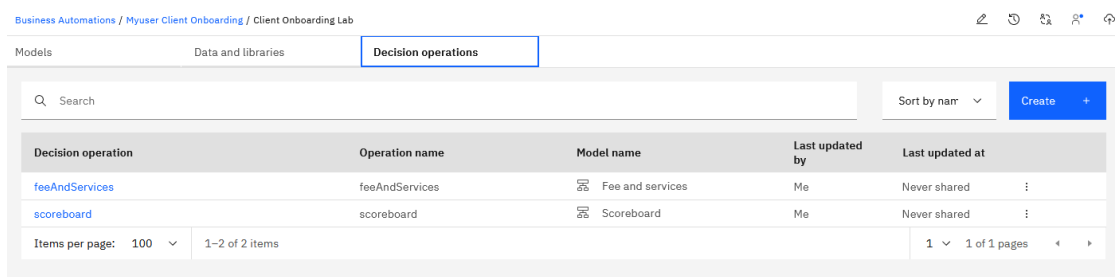 Business Automations / Myuser Client Onboarding / Client Onboarding Lab
Models Data and libraries Decision operations
Search Sort by nam Create +
Decision operation Operation name Model name Last updated by Last updated at
feeAndServices feeAndServices Fee and services Me Never shared
scoreboard scoreboard Scoreboard Me Never shared
Items per page: 100 1–2 of 2 items 1 1 of 1 pages